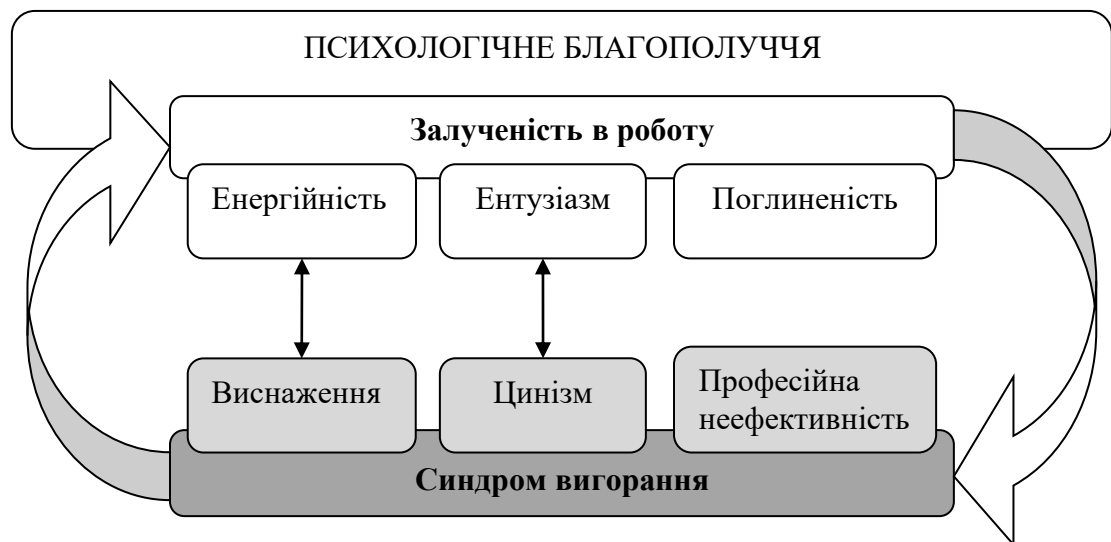 ПСИХОЛОГІЧНЕ БЛАГОПОЛУЧЧЯ
Залученість в роботу
Енергійність
Ентузіазм
Поглиненість
Виснаження
Цинізм
Професійна
неефективність
Синдром вигорання